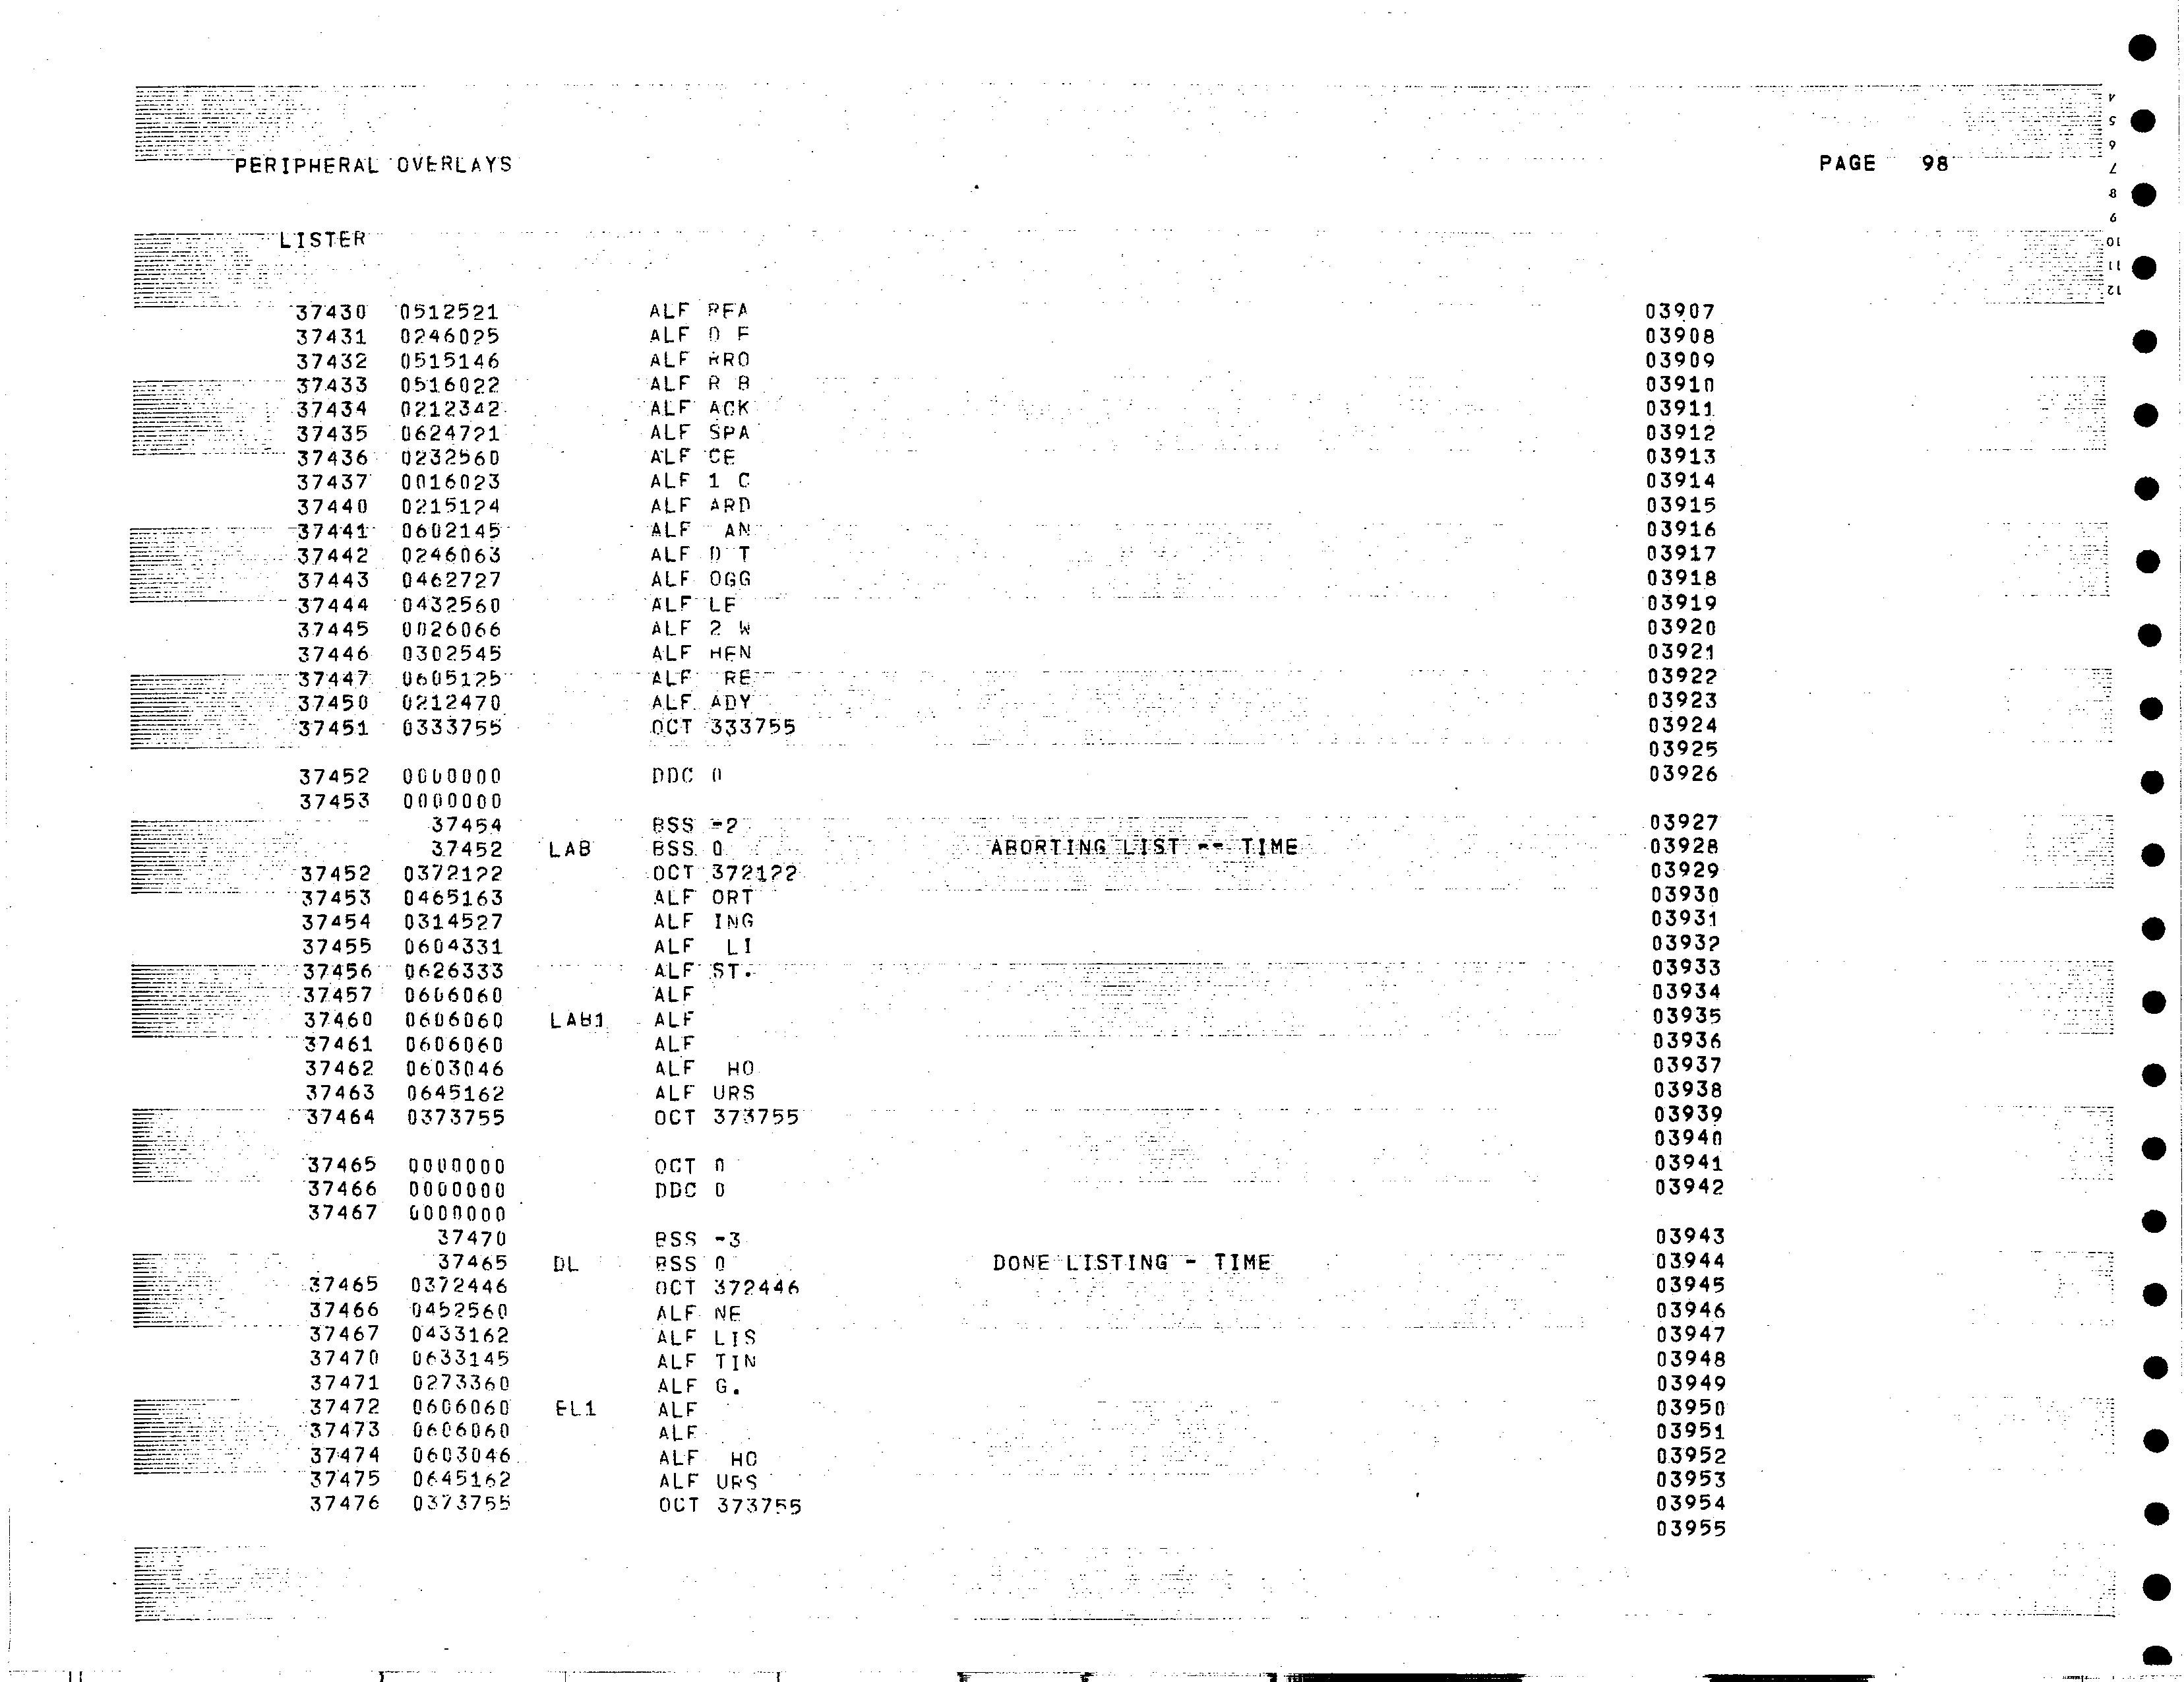 PERIPHERAL OVERLAYS PAGE 98
LISTER
37430 0512521 ALF REA 03907
37431 0246025 ALF D E 03908
37432 0515146 ALF RRO 03909
37433 0516022 ALF R B 03910
37434 0212342 ALF ACK 03911
37435 0624721 ALF SPA 03912
37436 0232560 ALF CE 03913
37437 0016023 ALF 1 C 03914
37440 0215124 ALF ARD 03915
37441 0602145 ALF  AN 03916
37442 0246063 ALF D T 03917
37443 0462727 ALF OGG 03918
37444 0432560 ALF LE 03919
37445 0026066 ALF 2 W 03920
37446 0302545 ALF HEN 03921
37447 0605125 ALF  RE 03922
37450 0212470 ALF ADY 03923
37451 0333755 OCT 333755 03924
03925
37452 0000000 DDC 0 03926
37453 0000000
37454 BSS -2 03927
37452 LAB BSS 0 ABORTING LIST -- TIME 03928
37452 0372122 OCT 372122 03929
37453 0465163 ALF ORT 03930
37454 0314527 ALF ING 03931
37455 0604331 ALF  LI 03932
37456 0626333 ALF ST. 03933
37457 0606060 ALF 03934
37460 0606060 LAB1 ALF 03935
37461 0606060 ALF 03936
37462 0603046 ALF  HO 03937
37463 0645162 ALF URS 03938
37464 0373755 OCT 373755 03939
03940
37465 0000000 OCT 0 03941
37466 0000000 DDC 0 03942
37467 0000000
37470 BSS -3 03943
37465 DL BSS 0 DONE LISTING - TIME 03944
37465 0372446 OCT 372446 03945
37466 0452560 ALF NE 03946
37467 0433162 ALF LIS 03947
37470 0633145 ALF TIN 03948
37471 0273360 ALF G. 03949
37472 0606060 EL1 ALF 03950
37473 0606060 ALF 03951
37474 0603046 ALF  HO 03952
37475 0645162 ALF URS 03953
37476 0373755 OCT 373755 03954
03955
4
5
6
7
8
9
10
11
12